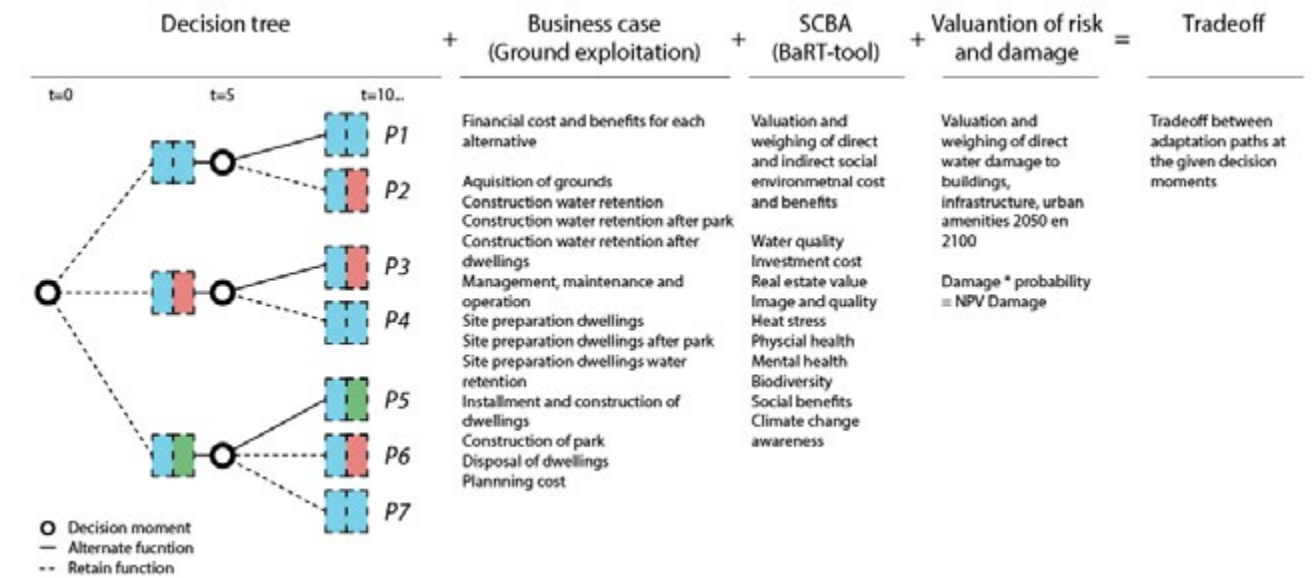 Decision tree
+
Business case
(Ground exploitation)
+
SCBA
(BaRT-tool)
+
Valuantion of risk
and damage
=
Tradeoff
t=0
t=5
t=10...
P1
P2
P3
P4
P5
P6
P7
Decision moment
Alternate fucntion
Retain function
Financial cost and benefits for each
alternative
Aquisition of grounds
Construction water retention
Construction water retention after park
Construction water retention after
dwellings
Management, maintenance and
operation
Site preparation dwellings
Site preparation dwellings after park
Site preparation dwellings water
retention
Installment and construction of
dwellings
Construction of park
Disposal of dwellings
Plannning cost
Valuation and
weighing of direct
and indirect social
environmetnal cost
and benefits
Water quality
Investment cost
Real estate value
Image and quality
Heat stress
Physcial health
Mental health
Biodiversity
Social benefits
Climate change
awareness
Valuation and
weighing of direct
water damage to
buildings,
infrastructure, urban
amenities 2050 en
2100
Damage * probability
= NPV Damage
Tradeoff between
adaptation paths at
the given decision
moments